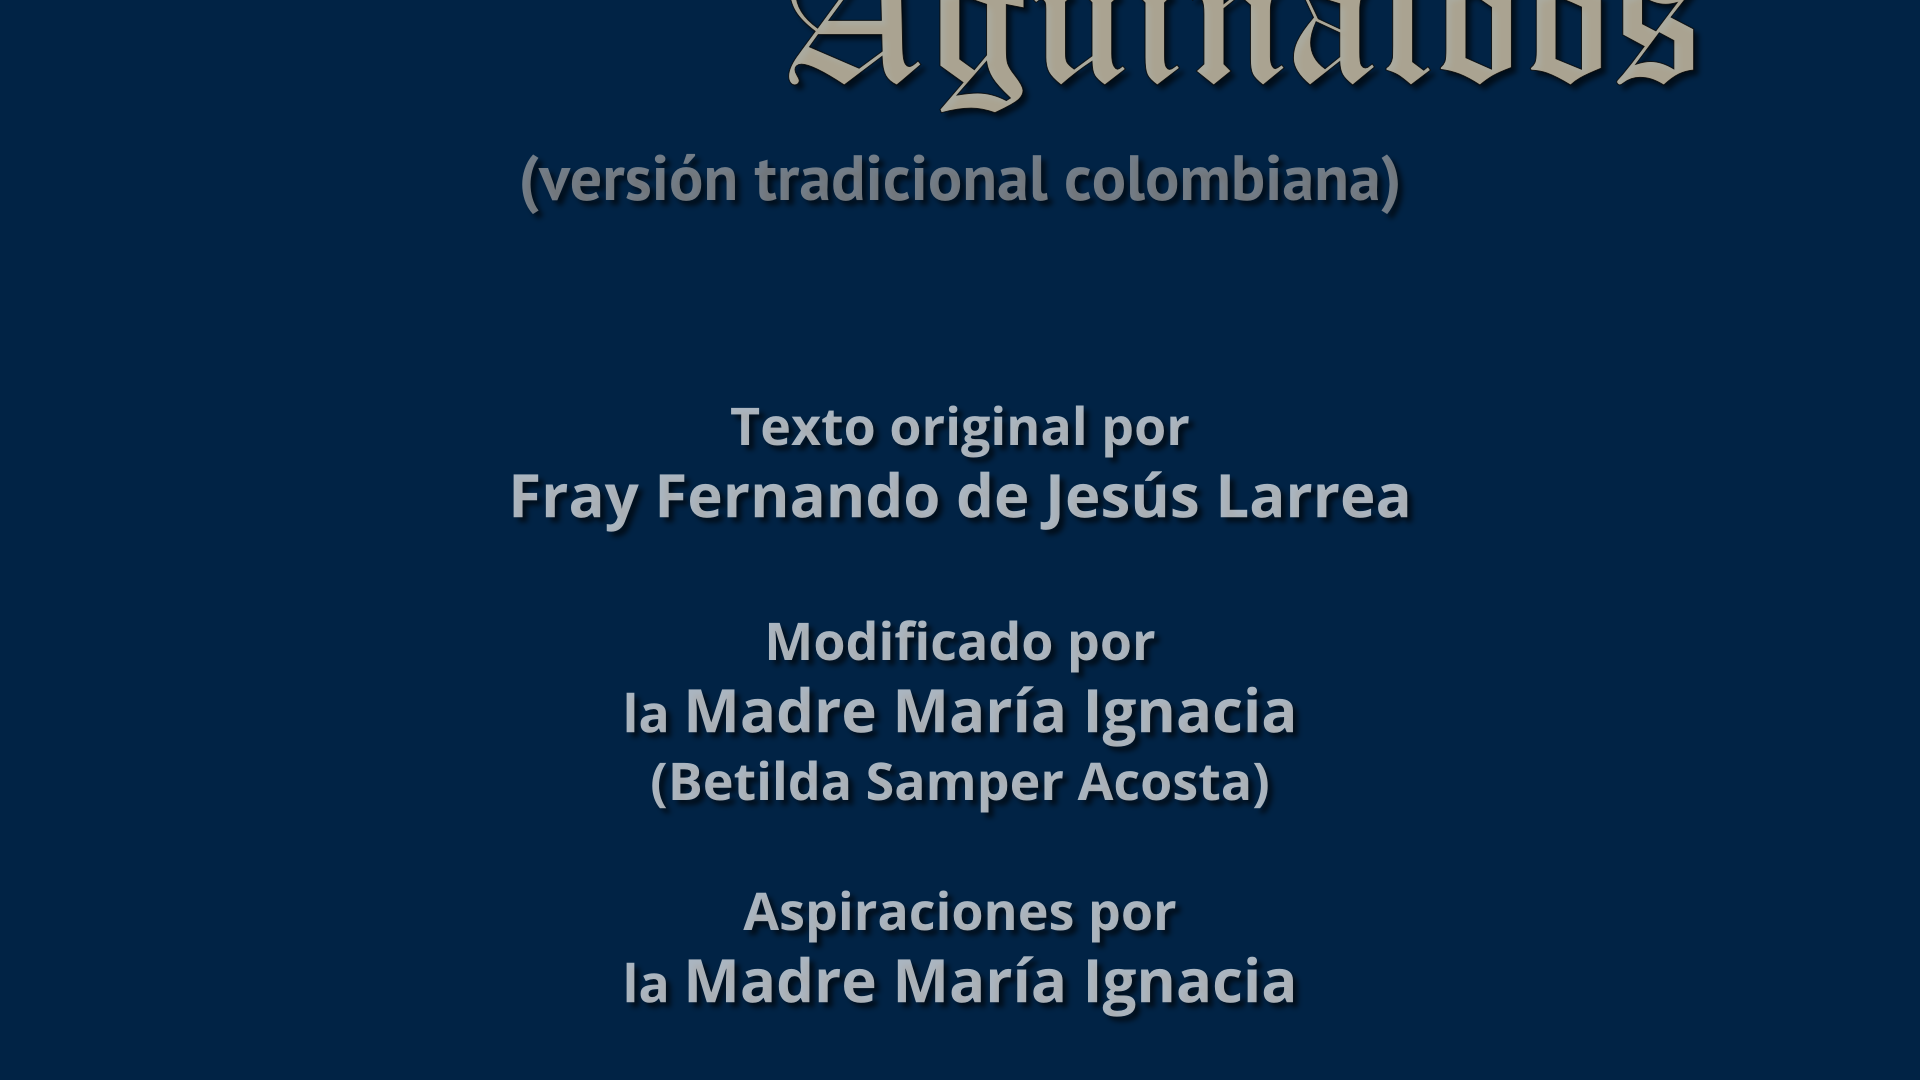 Aguinaldos
(versión tradicional colombiana)
Texto original por
Fray Fernando de Jesús Larrea
Modificado por
la Madre María Ignacia
(Betilda Samper Acosta)
Aspiraciones por
la Madre María Ignacia